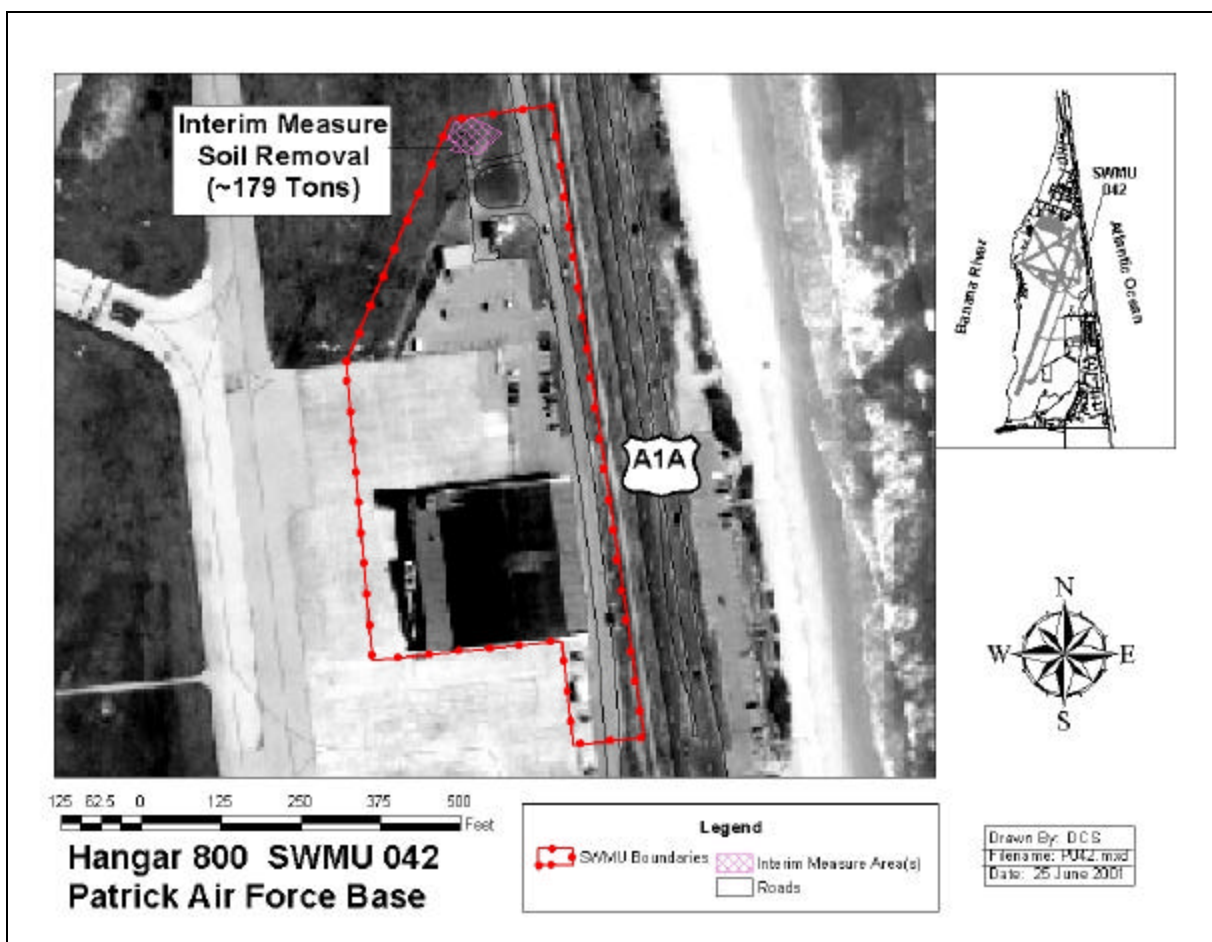 Interim Measure
Soil Removal
(~179 Tons)
A1A
SWMU
042
Banana River
Atlantic Ocean
N
W E
S
125 62.5 0 125 250 375 500
Feet
Hangar 800 SWMU 042
Patrick Air Force Base
Legend
SWMU Boundaries
Interim Measure Area(s)
Roads
Drawn By: DCS
Filename: P042.mxd
Date: 25 June 2001